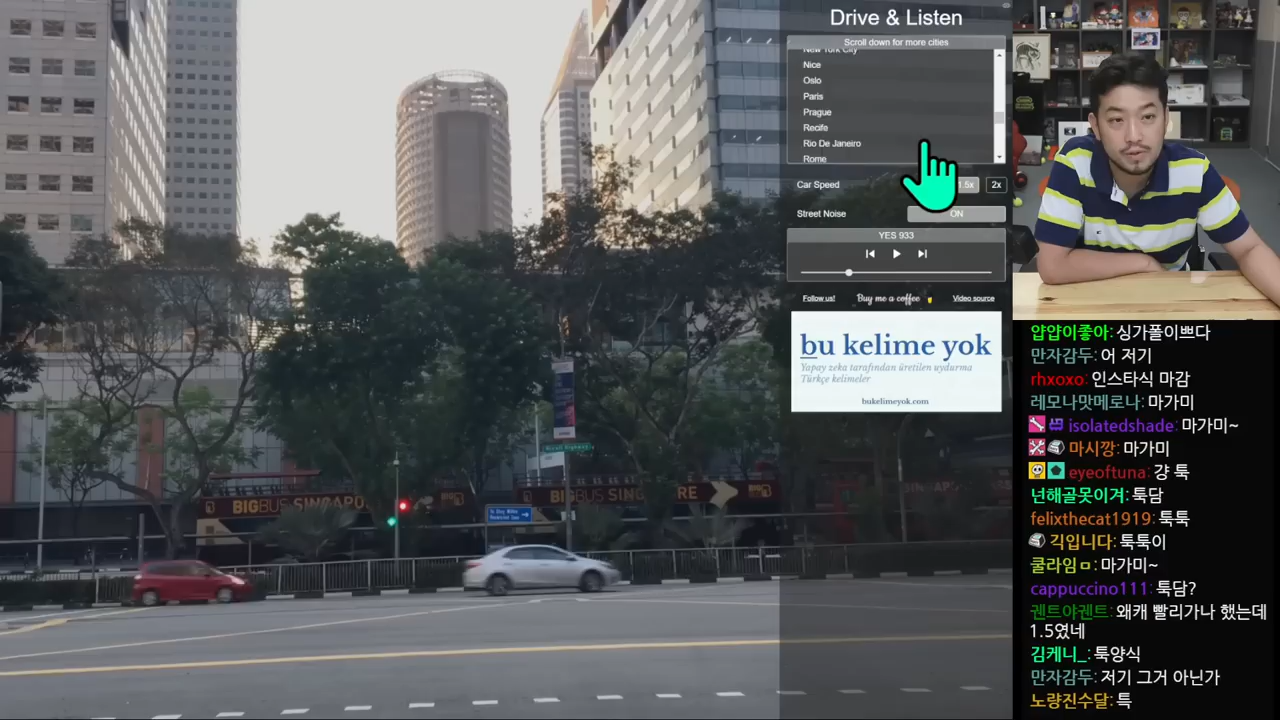 Drive & Listen
Scroll down for more cities
New York City
Nice
Oslo
Paris
Prague
Recife
Rio De Janeiro
Rome
Car Speed
1.5x
2x
Street Noise
ON
YES 933
Follow us!
Buy me a coffee
Video source
bu kelime yok
Yapay zeka tarafından üretilen uydurma
Türkçe kelimeler
bukelimeyok.com
BIGBUS SINGAPO
BIGBUS SINGAPORE
Nicoll Highway
얍얍이좋아: 싱가폴이쁘다
만자감두: 어 저기
rhxoxo: 인스타식 마감
레모나맛메로나: 마가미
isolatedshade: 마가미~
마시깡: 마가미
eyeoftuna: 걍 툭
넌해골못이겨: 툭담
felixthecat1919: 툭툭
긱입니다: 툭툭이
쿨라임ㅁ: 마가미~
cappuccino111: 툭담?
퀜트야퀜트: 왜캐 빨리가나 했는데
1.5였네
김케니_: 툭양식
만자감두: 저기 그거 아닌가
노량진수달: 특